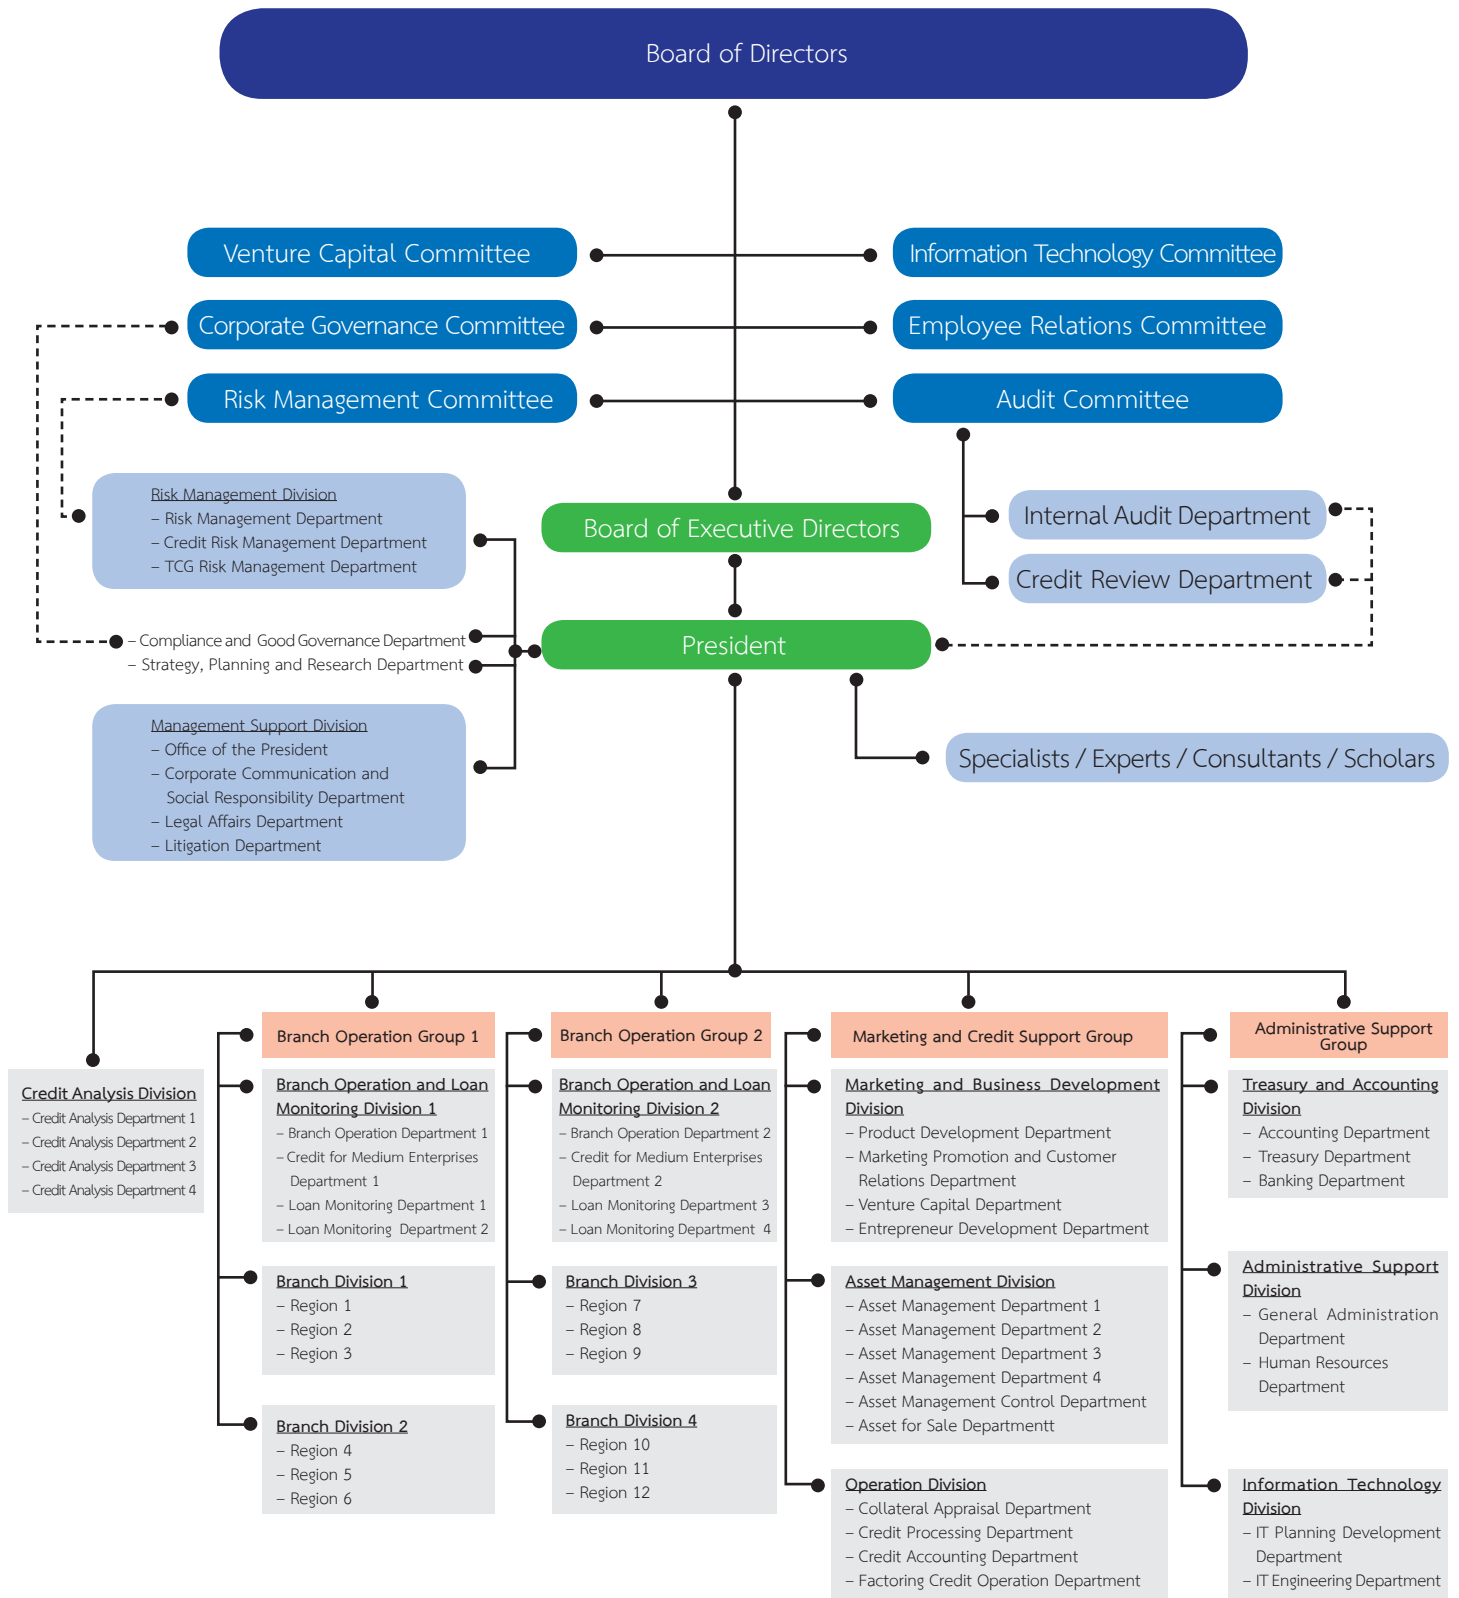 Board of Directors
Venture Capital Committee
Information Technology Committee
Corporate Governance Committee
Employee Relations Committee
Risk Management Committee
Audit Committee
Risk Management Division
– Risk Management Department
– Credit Risk Management Department
– TCG Risk Management Department
Board of Executive Directors
Internal Audit Department
Credit Review Department
– Compliance and Good Governance Department
– Strategy, Planning and Research Department
President
Management Support Division
– Office of the President
– Corporate Communication and
Social Responsibility Department
– Legal Affairs Department
– Litigation Department
Specialists / Experts / Consultants / Scholars
Credit Analysis Division
– Credit Analysis Department 1
– Credit Analysis Department 2
– Credit Analysis Department 3
– Credit Analysis Department 4
Branch Operation Group 1
Branch Operation and Loan
Monitoring Division 1
– Branch Operation Department 1
– Credit for Medium Enterprises
Department 1
– Loan Monitoring Department 1
– Loan Monitoring Department 2
Branch Division 1
– Region 1
– Region 2
– Region 3
Branch Division 2
– Region 4
– Region 5
– Region 6
Branch Operation Group 2
Branch Operation and Loan
Monitoring Division 2
– Branch Operation Department 2
– Credit for Medium Enterprises
Department 2
– Loan Monitoring Department 3
– Loan Monitoring Department 4
Branch Division 3
– Region 7
– Region 8
– Region 9
Branch Division 4
– Region 10
– Region 11
– Region 12
Marketing and Credit Support Group
Marketing and Business Development
Division
– Product Development Department
– Marketing Promotion and Customer
Relations Department
– Venture Capital Department
– Entrepreneur Development Department
Asset Management Division
– Asset Management Department 1
– Asset Management Department 2
– Asset Management Department 3
– Asset Management Department 4
– Asset Management Control Department
– Asset for Sale Departmentt
Operation Division
– Collateral Appraisal Department
– Credit Processing Department
– Credit Accounting Department
– Factoring Credit Operation Department
Administrative Support
Group
Treasury and Accounting
Division
– Accounting Department
– Treasury Department
– Banking Department
Administrative Support
Division
– General Administration
Department
– Human Resources
Department
Information Technology
Division
– IT Planning Development
Department
– IT Engineering Department